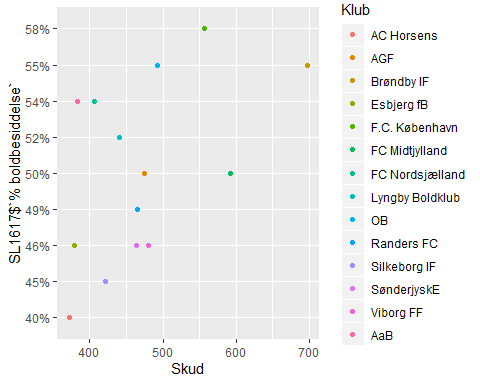 Klub
AC Horsens
AGF
Brøndby IF
Esbjerg fB
F.C. København
FC Midtjylland
FC Nordsjælland
Lyngby Boldklub
OB
Randers FC
Silkeborg IF
SønderjyskE
Viborg FF
AaB
SL1617$`% boldbesiddelse`
58%
55%
54%
52%
50%
49%
46%
45%
40%
400 500 600 700
Skud